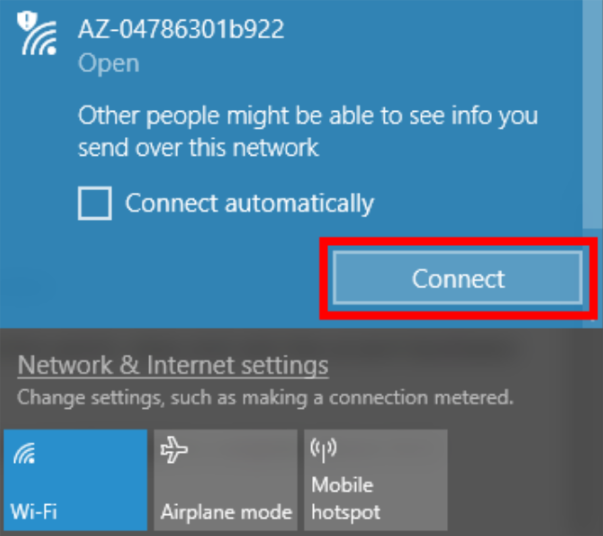 AZ-04786301b922
Open
Other people might be able to see info you
send over this network
Connect automatically
Connect
Network & Internet settings
Change settings, such as making a connection metered.
Wi-Fi
Airplane mode
Mobile
hotspot